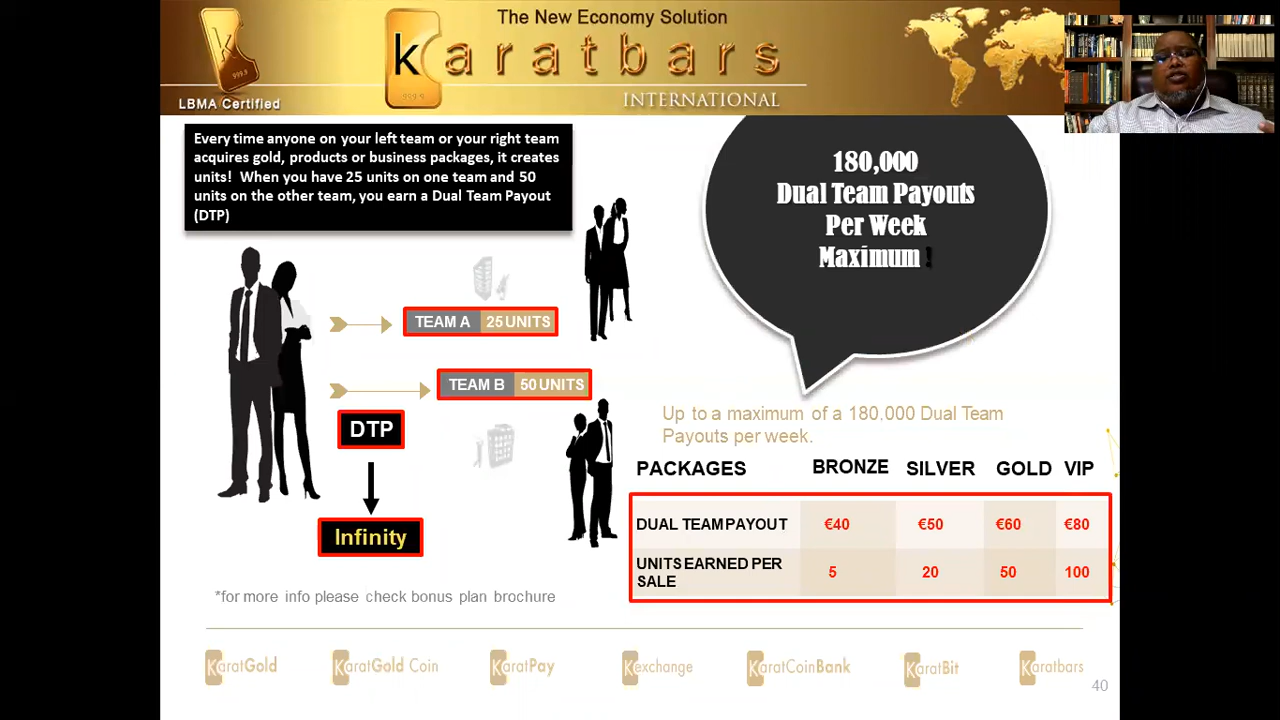 The New Economy Solution
karatbars
INTERNATIONAL
k
999.9
LBMA Certified
Every time anyone on your left team or your right team
acquires gold, products or business packages, it creates
units! When you have 25 units on one team and 50
units on the other team, you earn a Dual Team Payout
(DTP)
180,000
Dual Team Payouts
Per Week
Maximum !
TEAM A 25 UNITS
TEAM B 50 UNITS
DTP
Infinity
Up to a maximum of a 180.000 Dual Team
Payouts per week.
PACKAGES BRONZE SILVER GOLD VIP
DUAL TEAM PAYOUT €40 €50 €60 €80
UNITS EARNED PER
SALE 5 20 50 100
*for more info please check bonus plan brochure
KaratGold KaratGold Coin KaratPay Kexchange KaratCoinBank KaratBit Karatbars
40